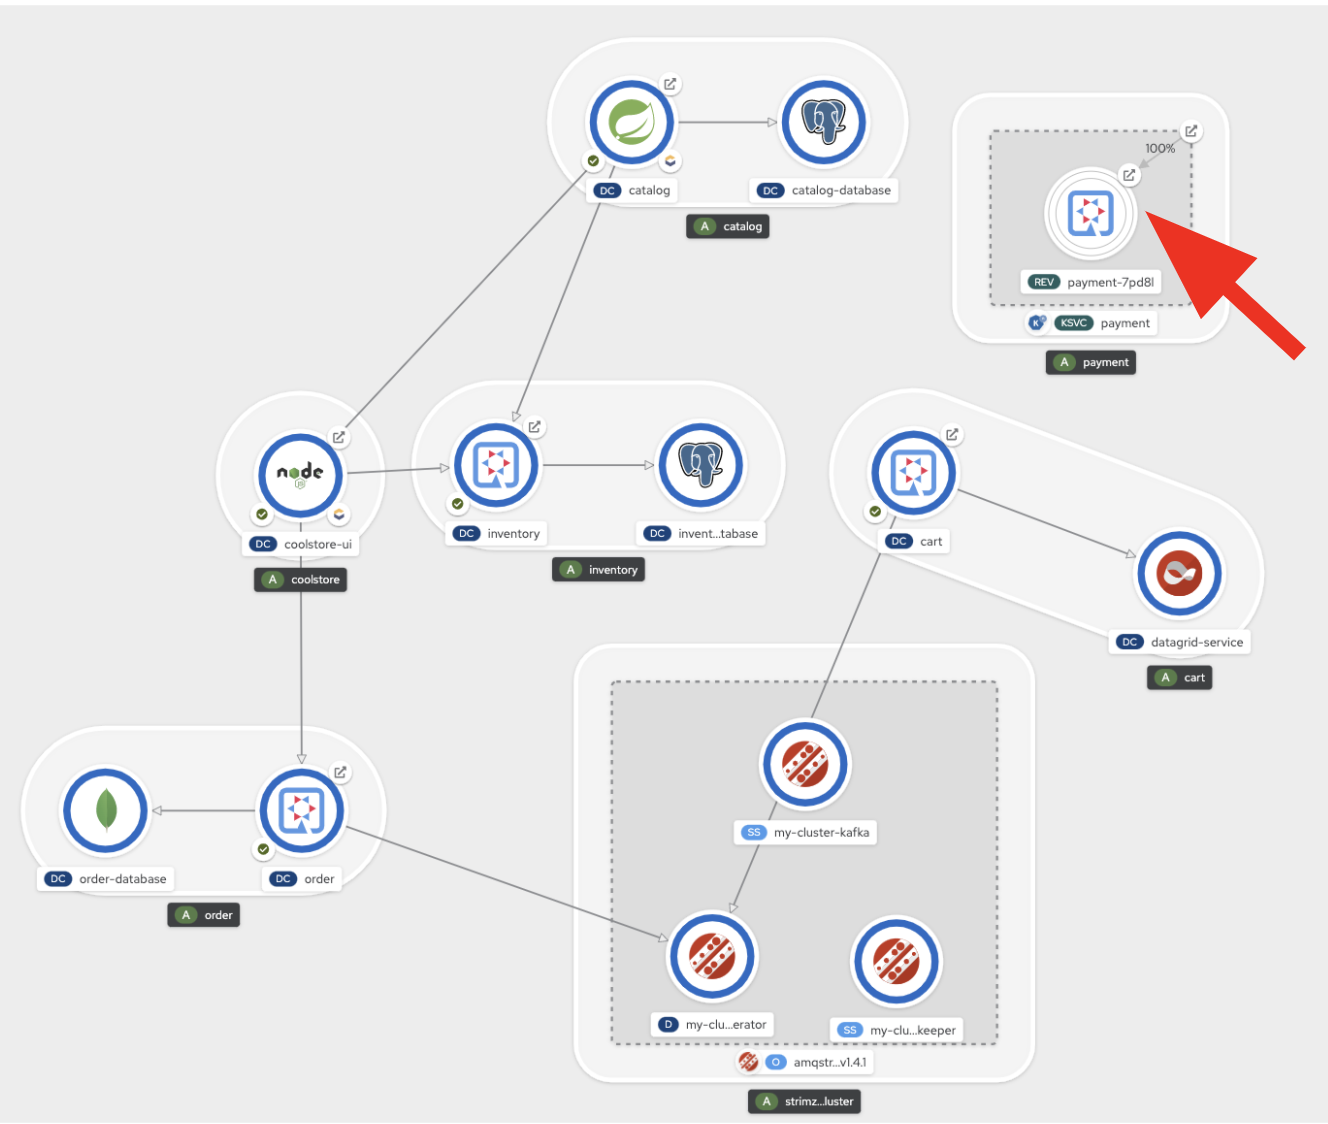 DC catalog
DC catalog-database
A catalog
100%
REV payment-7pd8l
KSVC payment
A payment
node
JS
DC coolstore-ui
A coolstore
DC inventory
DC invent...tabase
A inventory
DC cart
DC datagrid-service
A cart
DC order-database
DC order
A order
SS my-cluster-kafka
D my-clu...erator
SS my-clu...keeper
O amqstr...v1.4.1
A strimz...luster